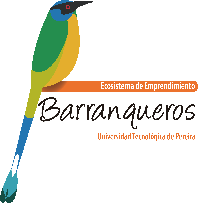 Ecosistema de Emprendimiento
Barranqueros
Universidad Tecnológica de Pereira